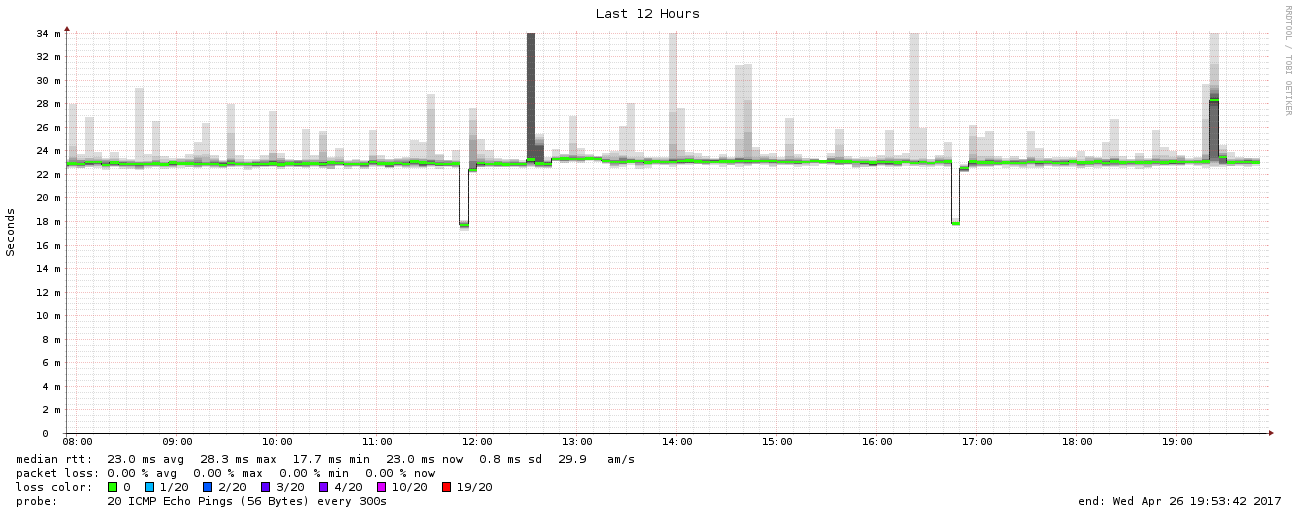 Last 12 Hours
RRDTOOL / TOBI OETIKER
Seconds
34 m
32 m
30 m
28 m
26 m
24 m
22 m
20 m
18 m
16 m
14 m
12 m
10 m
8 m
6 m
4 m
2 m
0
08:00 09:00 10:00 11:00 12:00 13:00 14:00 15:00 16:00 17:00 18:00 19:00
median rtt: 23.0 ms avg 28.3 ms max 17.7 ms min 23.0 ms now 0.8 ms sd 29.9 am/s
packet loss: 0.00 % avg 0.00 % max 0.00 % min 0.00 % now
loss color: 0 1/20 2/20 3/20 4/20 10/20 19/20
probe: 20 ICMP Echo Pings (56 Bytes) every 300s end: Wed Apr 26 19:53:42 2017